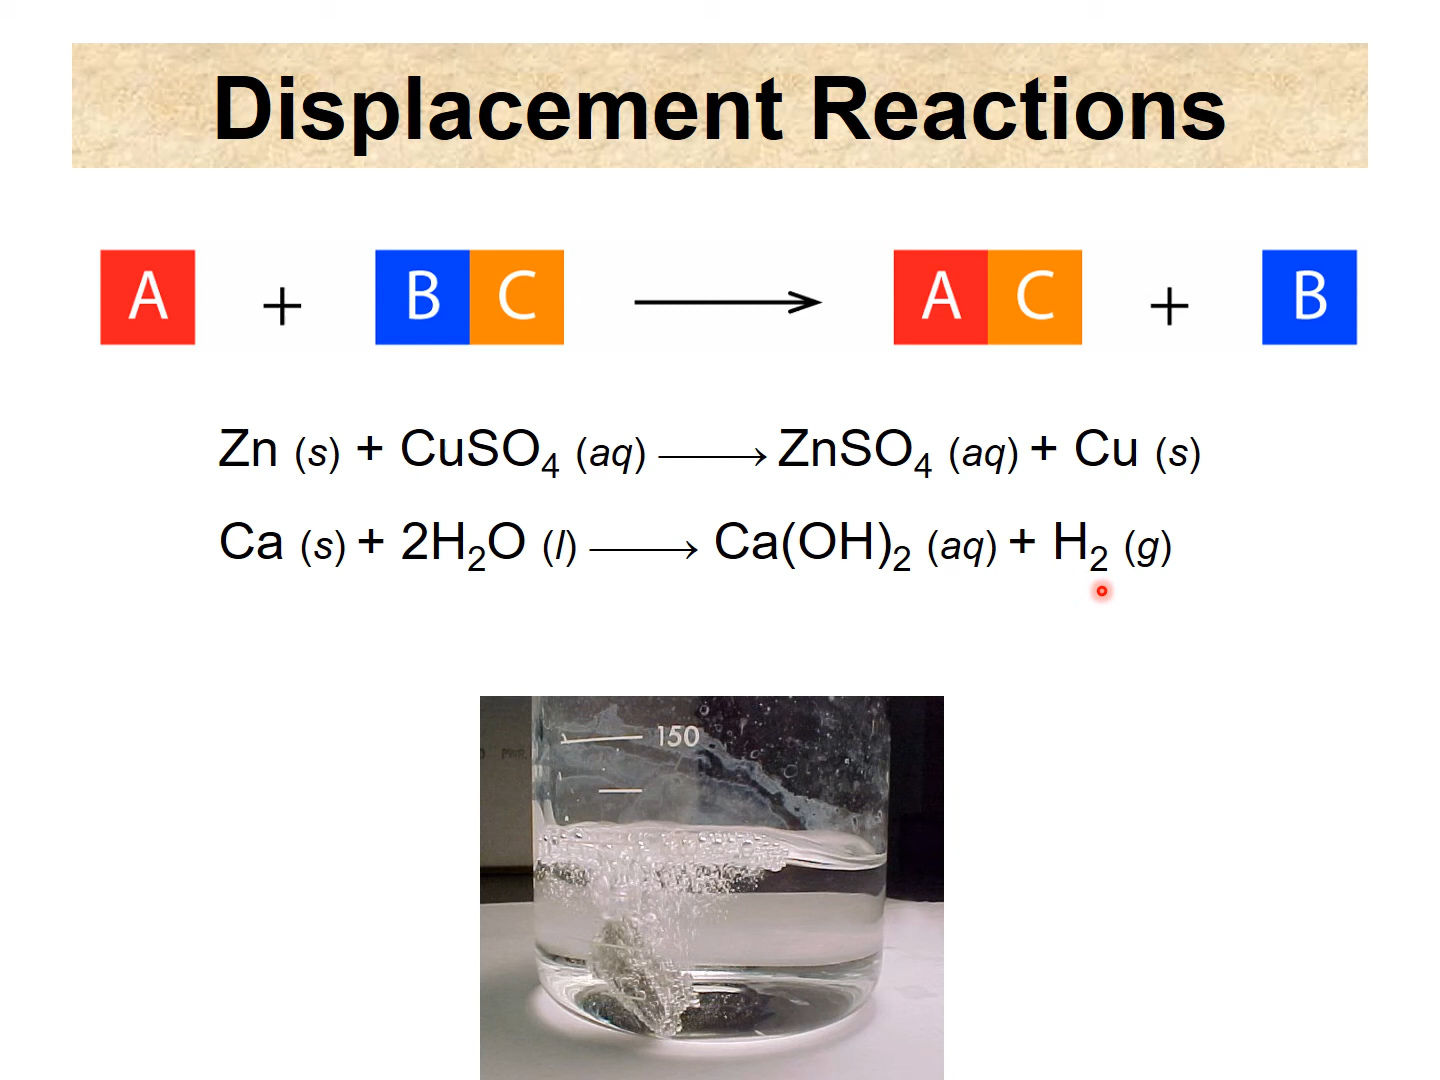 Displacement Reactions
A + B C ⟶ A C + B
Zn (s) + CuSO₄ (aq) ⟶ ZnSO₄ (aq) + Cu (s)
Ca (s) + 2H₂O (l) ⟶ Ca(OH)₂ (aq) + H₂ (g)
150